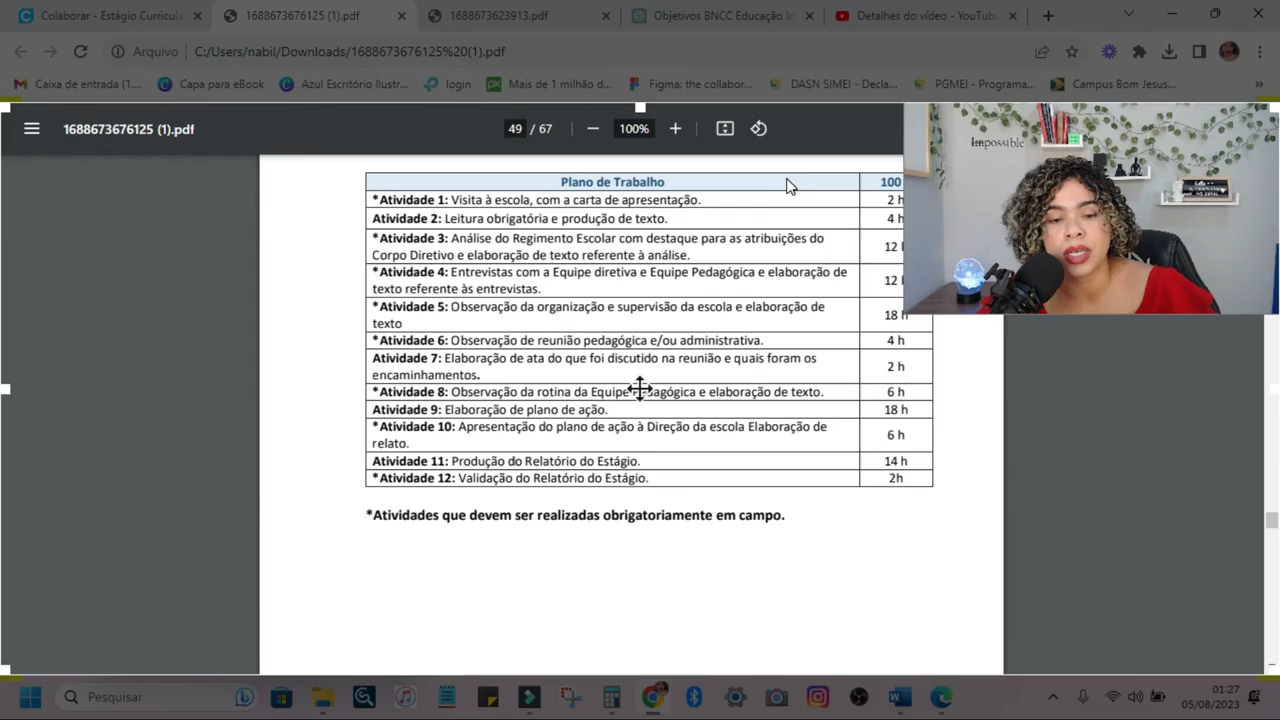 Colaborar - Estágio Curricul
1688673676125 (1).pdf
1688673623913.pdf
Objetivos BNCC Educação In
Detalhes do vídeo - YouTube
Arquivo
C:/Users/nabil/Downloads/1688673676125%20(1).pdf
Caixa de entrada (1....
Capa para eBook
Azul Escritório Ilustr...
login
Mais de 1 milhão d...
Figma: the collabor...
DASN SIMEI - Decla...
PGMEI - Programa...
Campus Bom Jesus...
»
1688673676125 (1).pdf
49 / 67
100%
Impossible
Plano de Trabalho 100
*Atividade 1: Visita à escola, com a carta de apresentação. 2 h
Atividade 2: Leitura obrigatória e produção de texto. 4 h
*Atividade 3: Análise do Regimento Escolar com destaque para as atribuições do
Corpo Diretivo e elaboração de texto referente à análise.
12
*Atividade 4: Entrevistas com a Equipe diretiva e Equipe Pedagógica e elaboração de
texto referente às entrevistas.
12
*Atividade 5: Observação da organização e supervisão da escola e elaboração de
texto
18 h
*Atividade 6: Observação de reunião pedagógica e/ou administrativa. 4 h
Atividade 7: Elaboração de ata do que foi discutido na reunião e quais foram os
encaminhamentos.
2 h
*Atividade 8: Observação da rotina da Equipe Pedagógica e elaboração de texto. 6 h
Atividade 9: Elaboração de plano de ação. 18 h
*Atividade 10: Apresentação do plano de ação à Direção da escola Elaboração de
relato.
6 h
Atividade 11: Produção do Relatório do Estágio. 14 h
*Atividade 12: Validação do Relatório do Estágio. 2h
*Atividades que devem ser realizadas obrigatoriamente em campo.
Pesquisar
01:27
05/08/2023